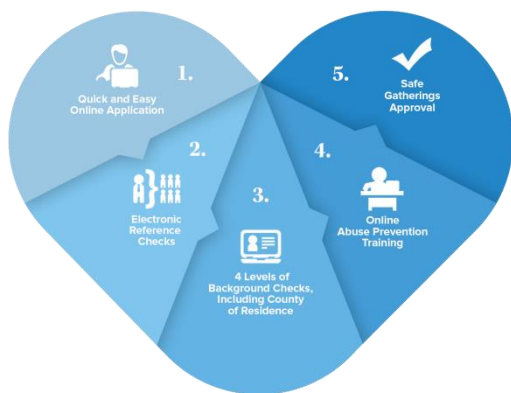 1.
Quick and Easy
Online Application
2.
Electronic
Reference
Checks
3.
4 Levels of
Background Checks,
Including County
of Residence
4.
Online
Abuse Prevention
Training
5.
Safe
Gatherings
Approval